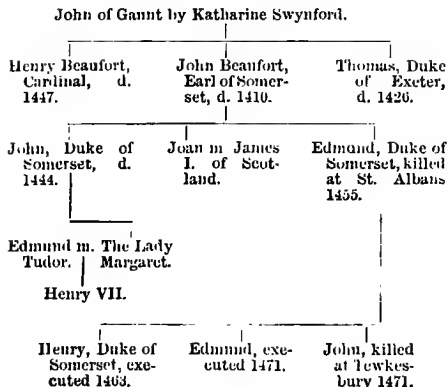 John of Gaunt by Katharine Swynford.
Henry Beaufort,
Cardinal, d.
1447.
John Beaufort,
Earl of Somer-
set, d. 1410.
Thomas, Duke
of Exeter,
d. 1426.
John, Duke of
Somerset, d.
1444.
Joan m James
I. of Scot-
land.
Edmund, Duke of
Somerset, killed
at St. Albans
1455.
Edmund m. The Lady
Tudor. Margaret.
Henry VII.
Henry, Duke of
Somerset, exe-
cuted 1463.
Edmund, exe-
cuted 1471.
John, killed
at Tewkes-
bury 1471.